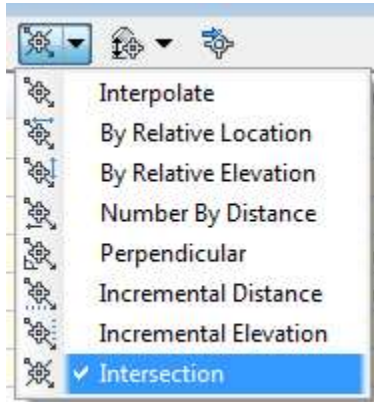 Interpolate
By Relative Location
By Relative Elevation
Number By Distance
Perpendicular
Incremental Distance
Incremental Elevation
Intersection